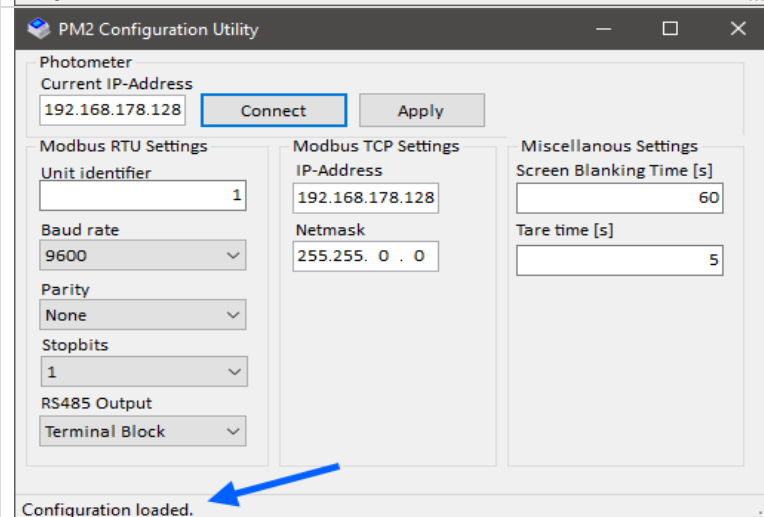 PM2 Configuration Utility
Photometer
Current IP-Address
192.168.178.128
Connect
Apply
Modbus RTU Settings
Unit identifier
1
Baud rate
9600
Parity
None
Stopbits
1
RS485 Output
Terminal Block
Modbus TCP Settings
IP-Address
192.168.178.128
Netmask
255.255. 0 . 0
Miscellanous Settings
Screen Blanking Time [s]
60
Tare time [s]
5
Configuration loaded.